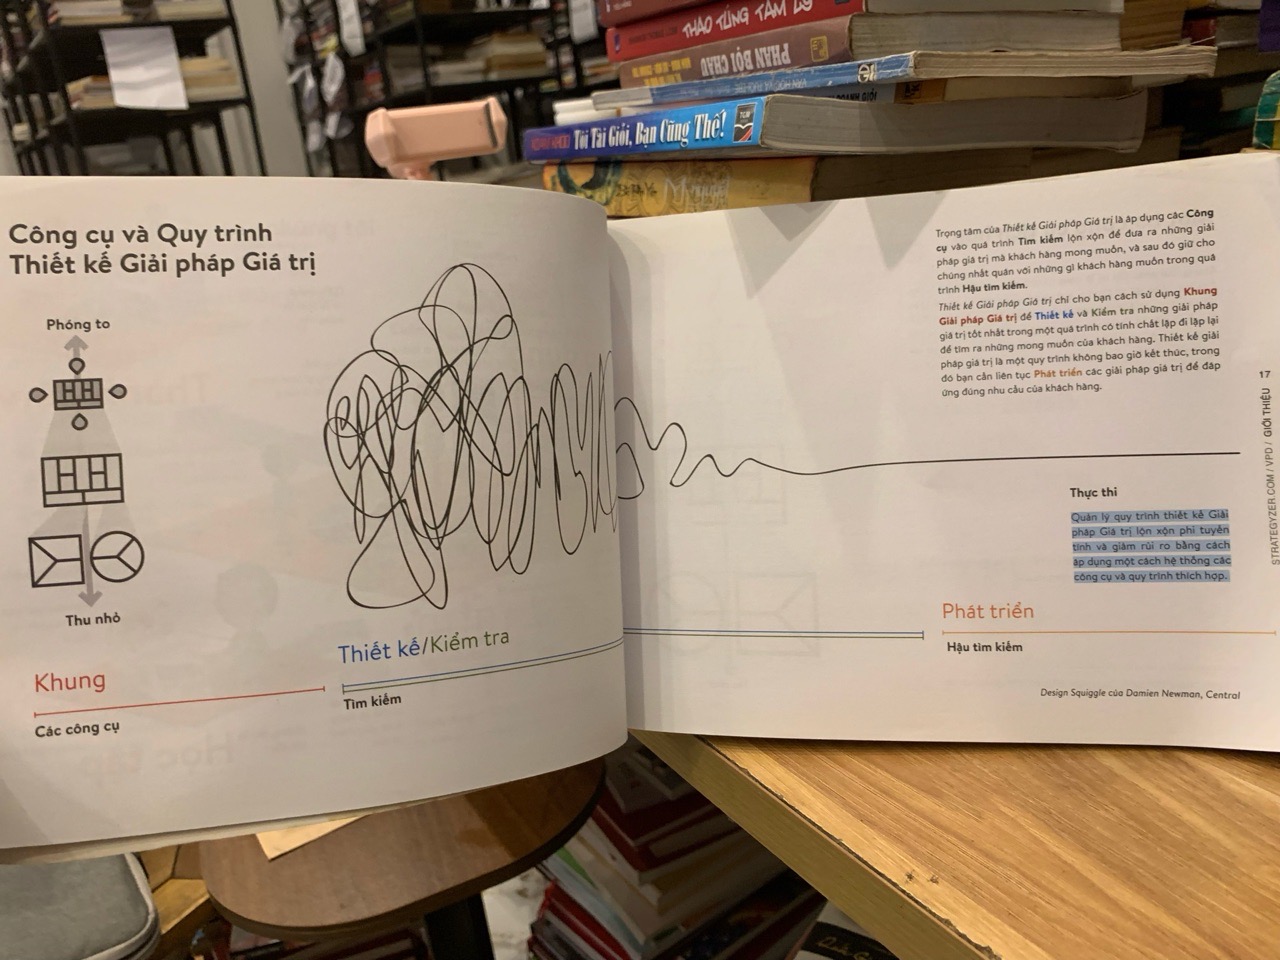 THAO TÚNG TÂM LÝ
PHAN BỘI CHÂU
Tôi Tài Giỏi, Bạn Cũng Thế!
Công cụ và Quy trình
Thiết kế Giải pháp Giá trị
Phóng to
Thu nhỏ
Khung
Các công cụ
Thiết kế/Kiểm tra
Tìm kiếm
Trọng tâm của Thiết kế Giải pháp Giá trị là áp dụng các Công
cụ vào quá trình Tìm kiếm lộn xộn để đưa ra những giải
pháp giá trị mà khách hàng mong muốn, và sau đó giữ cho
chúng nhất quán với những gì khách hàng muốn trong quá
trình Hậu tìm kiếm.
Thiết kế Giải pháp Giá trị chỉ cho bạn cách sử dụng Khung
Giải pháp Giá trị để Thiết kế và Kiểm tra những giải pháp
giá trị tốt nhất trong một quá trình có tính chất lặp đi lặp lại
để tìm ra những mong muốn của khách hàng. Thiết kế giải
pháp giá trị là một quy trình không bao giờ kết thúc, trong
đó bạn cần liên tục Phát triển các giải pháp giá trị để đáp
ứng đúng nhu cầu của khách hàng.
17
STRATEGYZER.COM / VPD / GIỚI THIỆU
Thực thi
Quản lý quy trình thiết kế Giải
pháp Giá trị lộn xộn phi tuyến
tính và giảm rủi ro bằng cách
áp dụng một cách hệ thống các
công cụ và quy trình thích hợp.
Phát triển
Hậu tìm kiếm
Design Squiggle của Damien Newman, Central